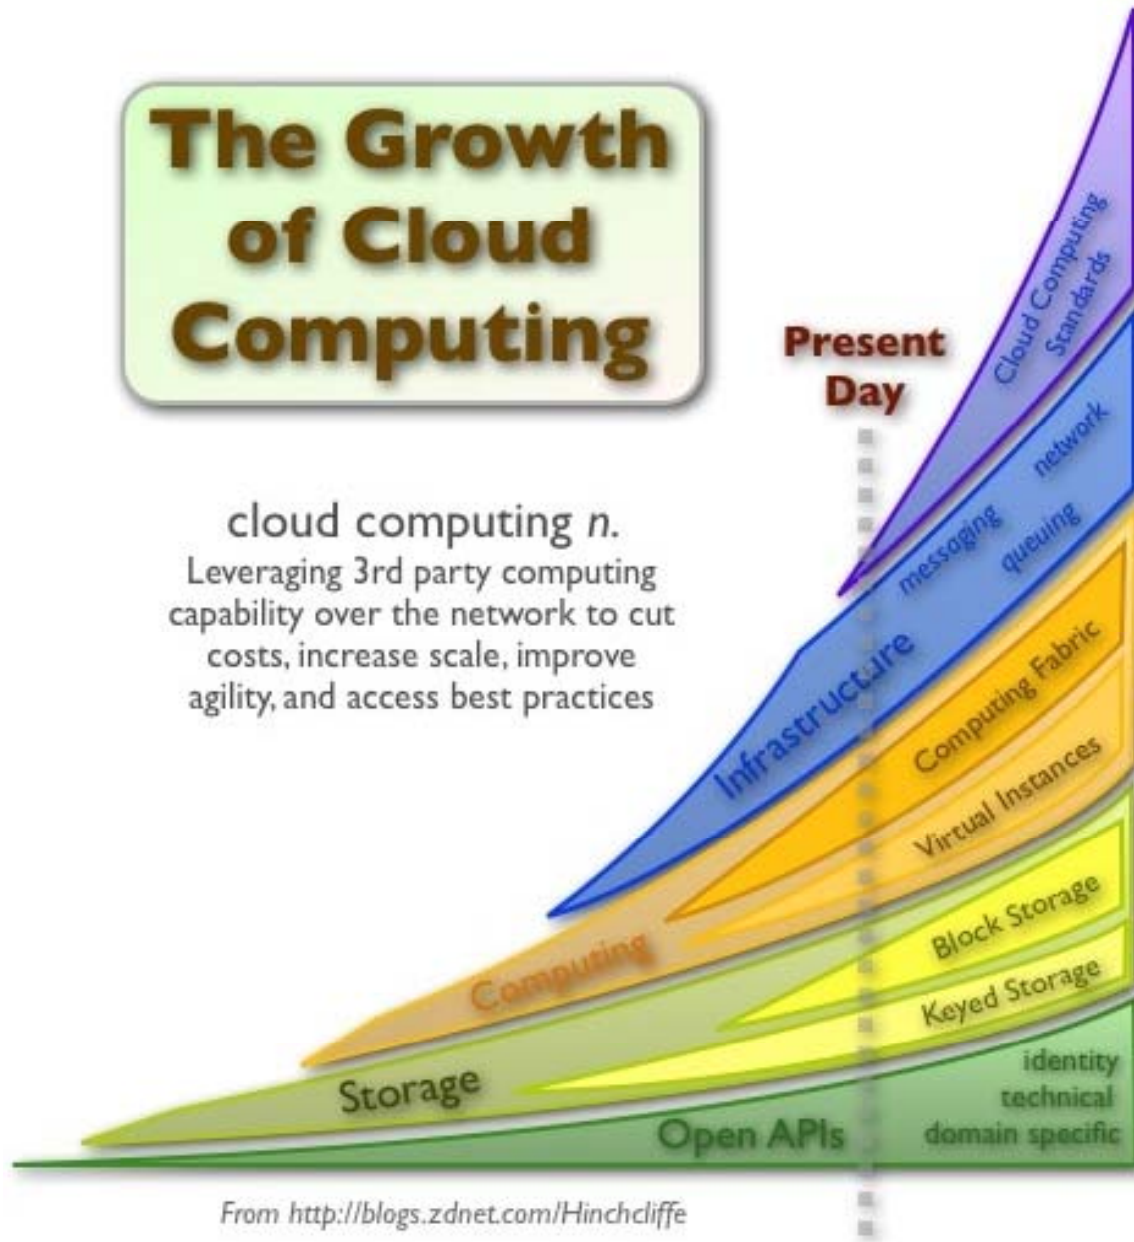 The Growth
of Cloud
Computing
Present
Day
cloud computing n.
Leveraging 3rd party computing
capability over the network to cut
costs, increase scale, improve
agility, and access best practices
Cloud Computing
Standards
network
messaging
queuing
Infrastructure
Computing Fabric
Virtual Instances
Computing
Block Storage
Keyed Storage
Storage
identity
technical
domain specific
Open APIs
From http://blogs.zdnet.com/Hinchcliffe